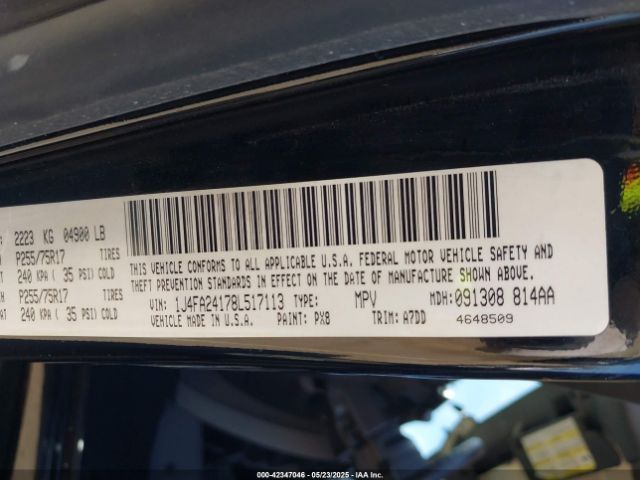 2223 KG 04900 LB
P255/75R17 TIRES
240 KPA ( 35 PSI) COLD
P255/75R17 TIRES
240 KPA ( 35 PSI) COLD
THIS VEHICLE CONFORMS TO ALL APPLICABLE U.S.A. FEDERAL MOTOR VEHICLE SAFETY AND
THEFT PREVENTION STANDARDS IN EFFECT ON THE DATE OF MANUFACTURE SHOWN ABOVE.
VIN: 1J4FA24178L517113 TYPE: MPV MDH: 091308 814AA
VEHICLE MADE IN U.S.A. PAINT: PX8 TRIM: A7DD 4648509
000-42347046 - 05/23/2025 - IAA Inc.